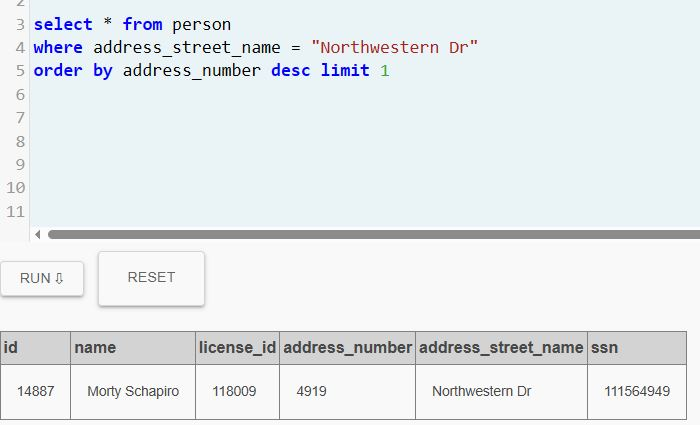 2
3 select * from person
4 where address_street_name = "Northwestern Dr"
5 order by address_number desc limit 1
6
7
8
9
10
11
RUN ⇩ RESET
id name license_id address_number address_street_name ssn
14887 Morty Schapiro 118009 4919 Northwestern Dr 111564949